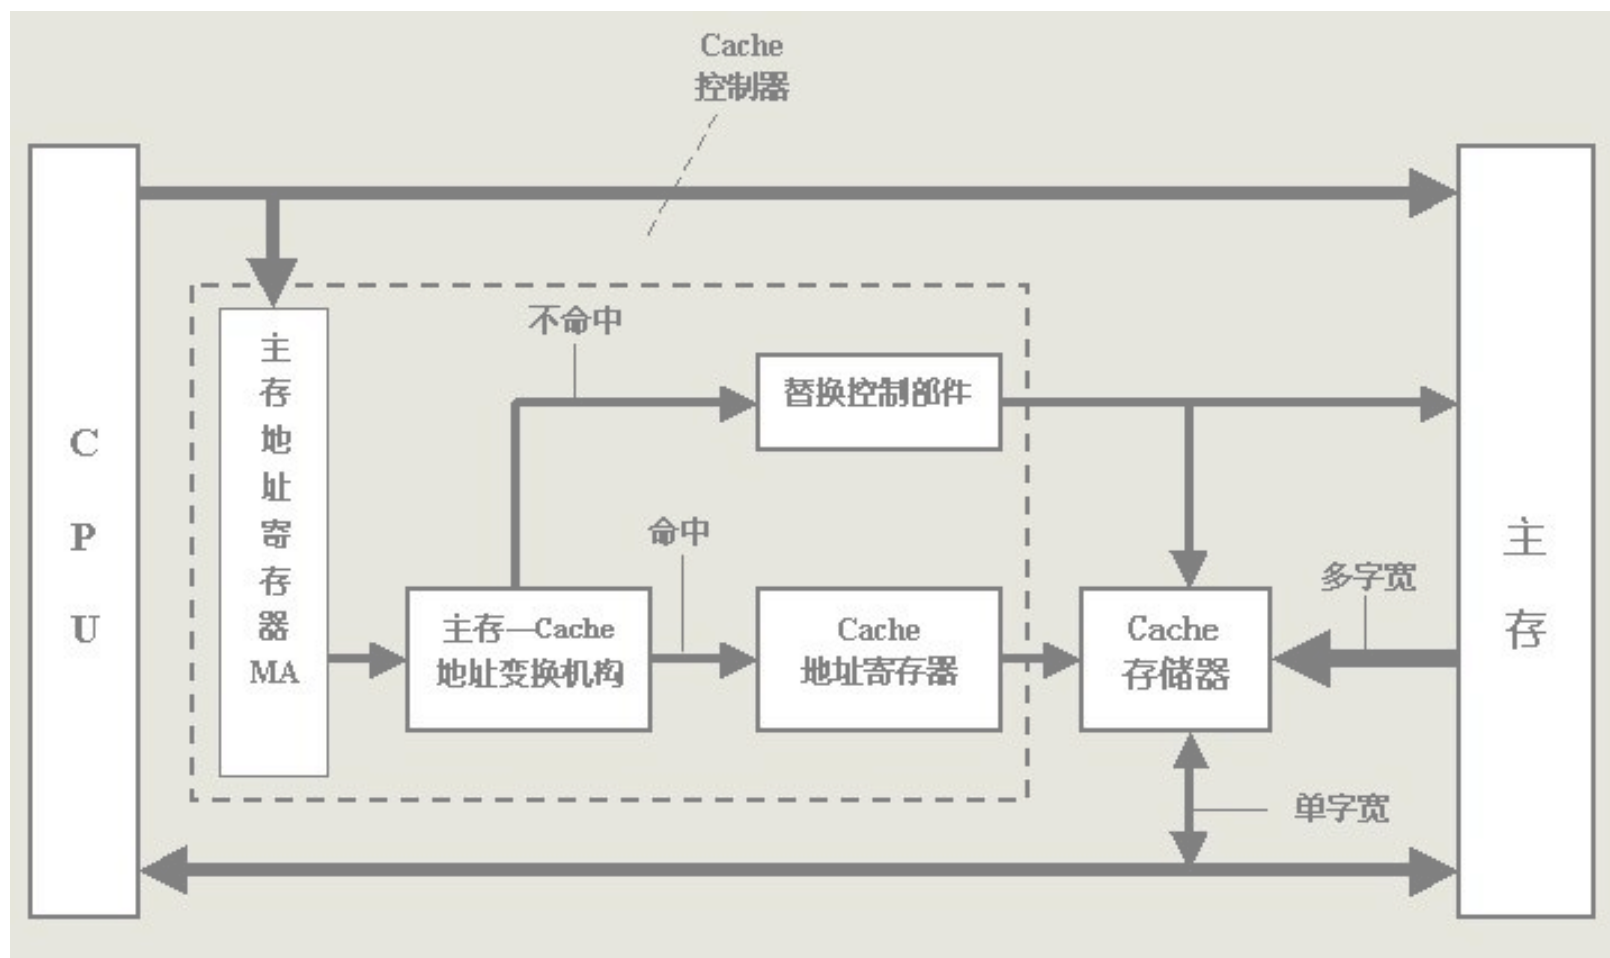 Cache
控制器
不命中
主
存
地
址
寄
存
器
MA
替换控制部件
C
P
U
命中
主
存
多字宽
主存—Cache
地址变换机构
Cache
地址寄存器
Cache
存储器
单字宽